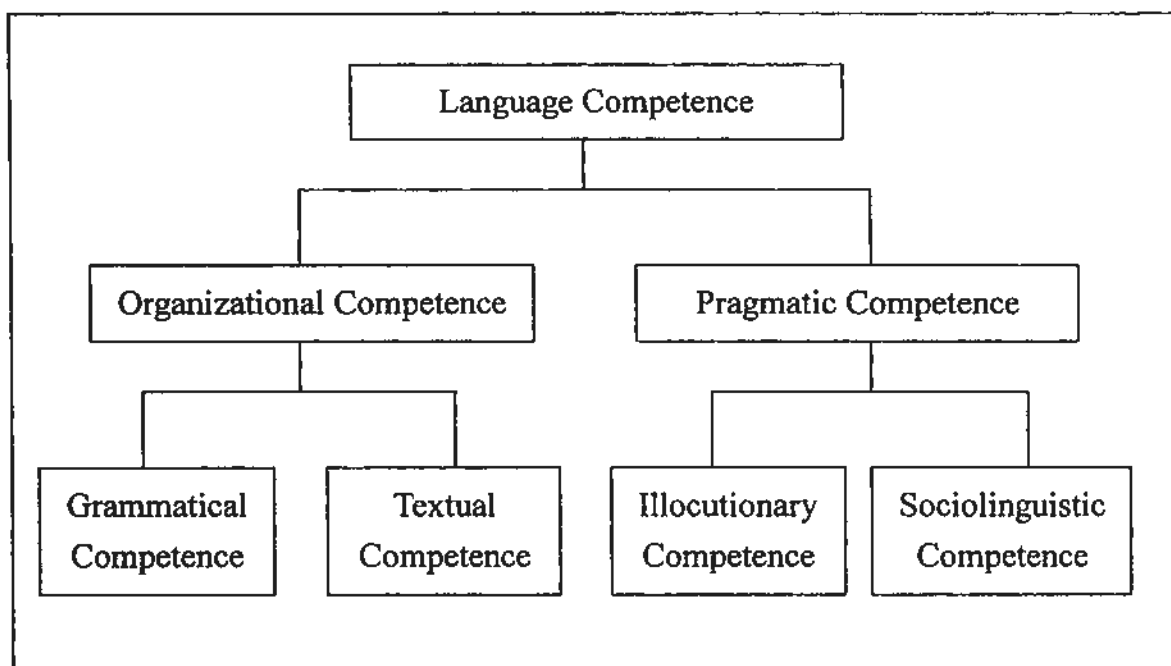 Language Competence
Organizational Competence
Pragmatic Competence
Grammatical
Competence
Textual
Competence
Illocutionary
Competence
Sociolinguistic
Competence